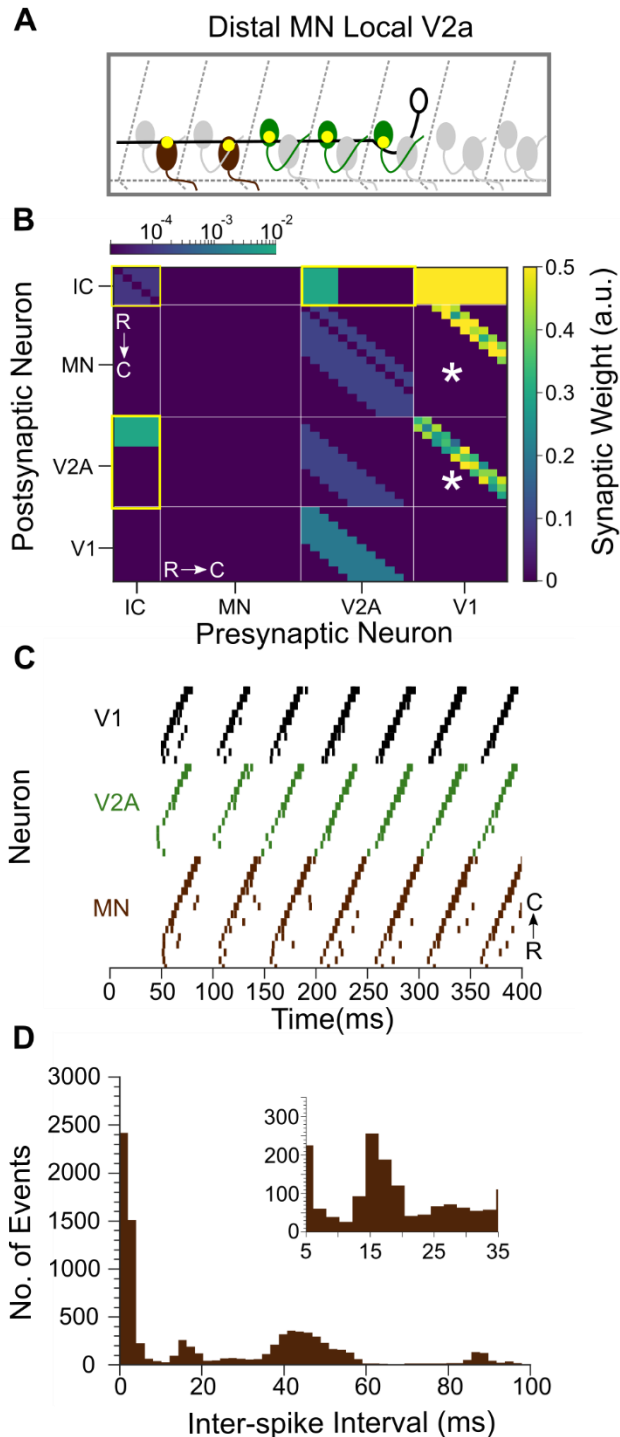 A
Distal MN Local V2a
B
10-4 10-3 10-2
IC
MN
V2A
V1
R
C
*
*
R→C
IC MN V2A V1
Postsynaptic Neuron
Presynaptic Neuron
0.5
0.4
0.3
0.2
0.1
0
Synaptic Weight (a.u.)
C
V1
V2A
MN
Neuron
C
R
0 50 100 150 200 250 300 350 400
Time(ms)
D
3000
2500
2000
1500
1000
500
0
No. of Events
300
200
100
0
5 15 25 35
0 20 40 60 80 100
Inter-spike Interval (ms)